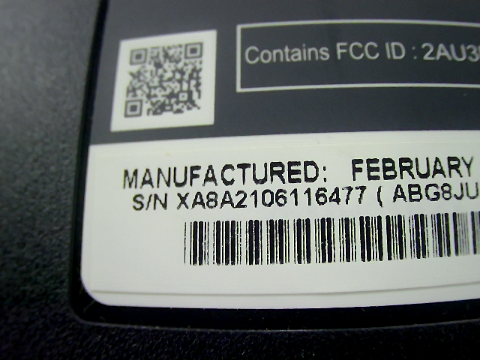 Contains FCC ID : 2AU3
MANUFACTURED: FEBRUARY
S/N XA8A2106116477 ( ABG8JU